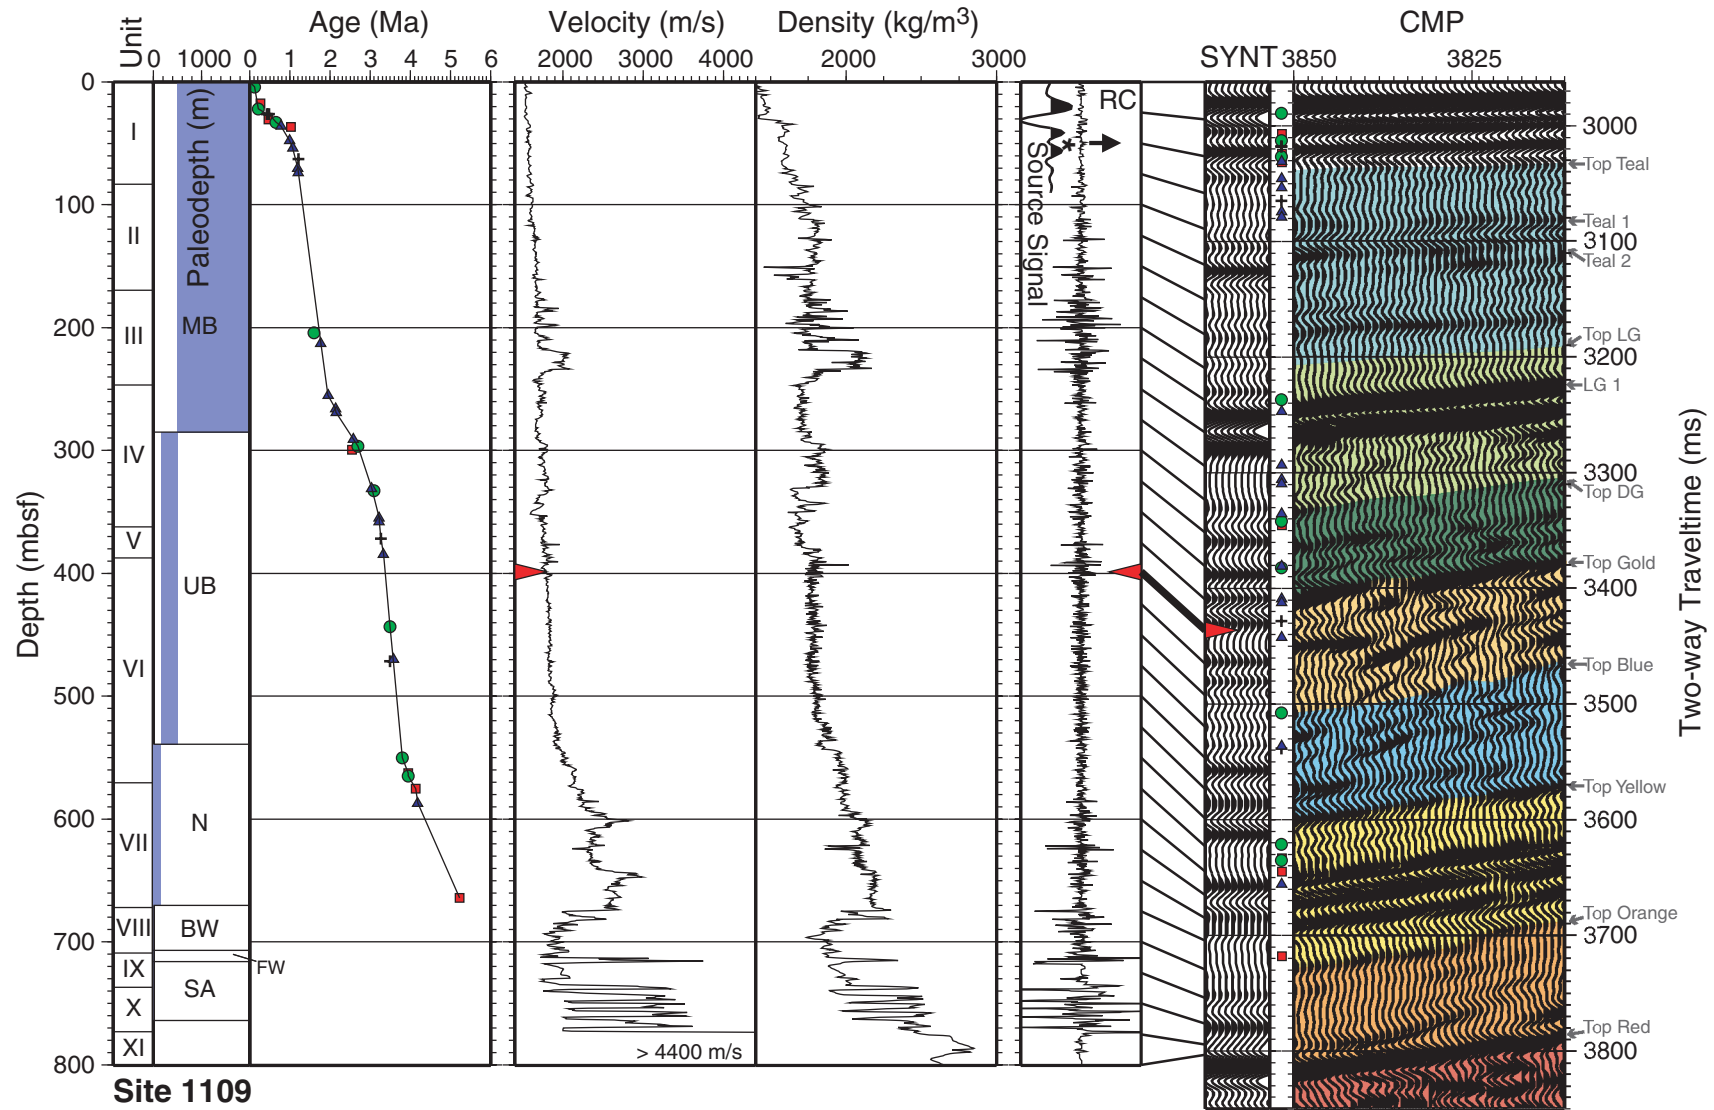 Unit
Age (Ma)
Velocity (m/s)
Density (kg/m3)
SYNT
CMP
0 1000
0 1 2 3 4 5 6
2000 3000 4000
2000 3000
3850 3825
Depth (mbsf)
0
100
200
300
400
500
600
700
800
I
II
III
IV
V
VI
VII
VIII
IX
X
XI
Paleodepth (m)
MB
UB
N
BW
FW
SA
> 4400 m/s
RC
*
Source Signal
Two-way Traveltime (ms)
3000
Top Teal
Teal 1
3100
Teal 2
Top LG
3200
LG 1
3300
Top DG
Top Gold
3400
Top Blue
3500
Top Yellow
3600
Top Orange
3700
Top Red
3800
Site 1109